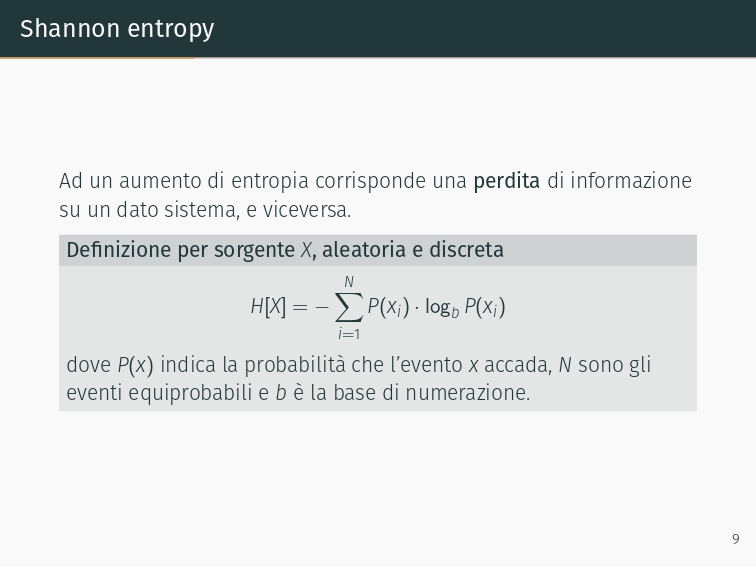 Shannon entropy
Ad un aumento di entropia corrisponde una perdita di informazione
su un dato sistema, e viceversa.
Definizione per sorgente X, aleatoria e discreta
H[X] = − ∑_{i=1}^{N} P(x_i) · log_b P(x_i)
dove P(x) indica la probabilità che l’evento x accada, N sono gli
eventi equiprobabili e b è la base di numerazione.
9